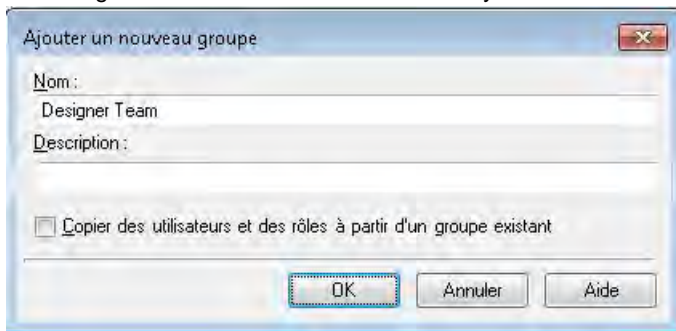 Ajouter un nouveau groupe
Nom :
Designer Team
Description :
Copier des utilisateurs et des rôles à partir d'un groupe existant
OK Annuler Aide